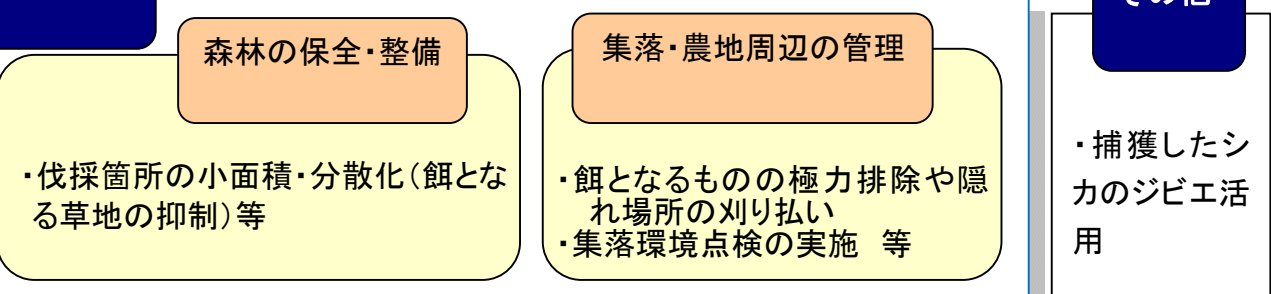 森林の保全・整備
・伐採箇所の小面積・分散化（餌とな
る草地の抑制）等
集落・農地周辺の管理
・餌となるものの極力排除や隠
れ場所の刈り払い
・集落環境点検の実施　等
その他
・捕獲したシ
カのジビエ活
用